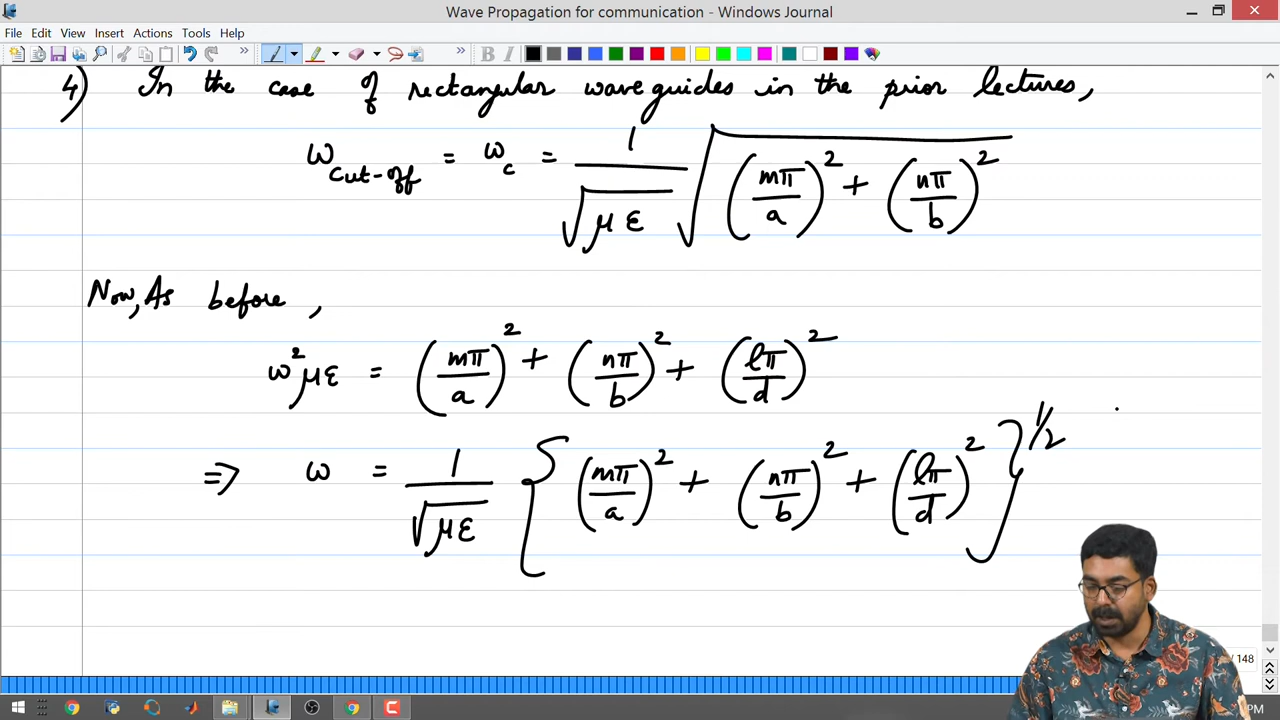 Wave Propagation for communication - Windows Journal
File Edit View Insert Actions Tools Help
4) In the case of rectangular waveguides in the prior lectures,
ω_cut-off = ω_c = 1/√(με) √((mπ/a)² + (nπ/b)²)
Now, As before,
ω²με = (mπ/a)² + (nπ/b)² + (lπ/d)²
=> ω = 1/√(με) {(mπ/a)² + (nπ/b)² + (lπ/d)²}^1/2
/ 148
PM